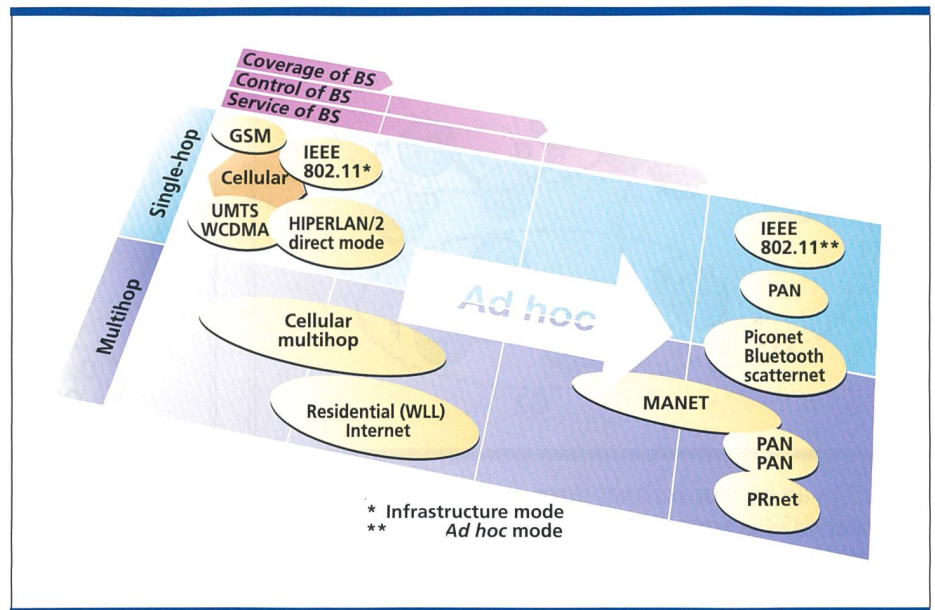 Coverage of BS
Control of BS
Service of BS
Single-hop
Multihop
GSM
IEEE
802.11*
Cellular
UMTS
WCDMA
HIPERLAN/2
direct mode
Ad hoc
IEEE
802.11**
PAN
Piconet
Bluetooth
scatternet
Cellular
multihop
Residential (WLL)
Internet
MANET
PAN
PAN
PRnet
* Infrastructure mode
** Ad hoc mode